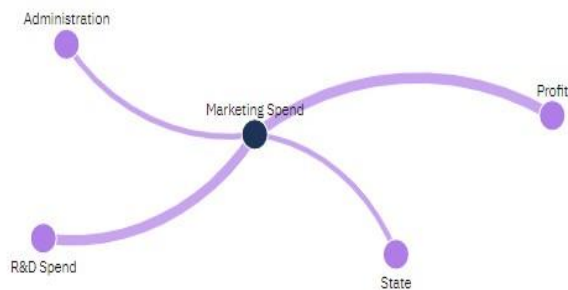 Administration
Profit
Marketing Spend
R&D Spend
State